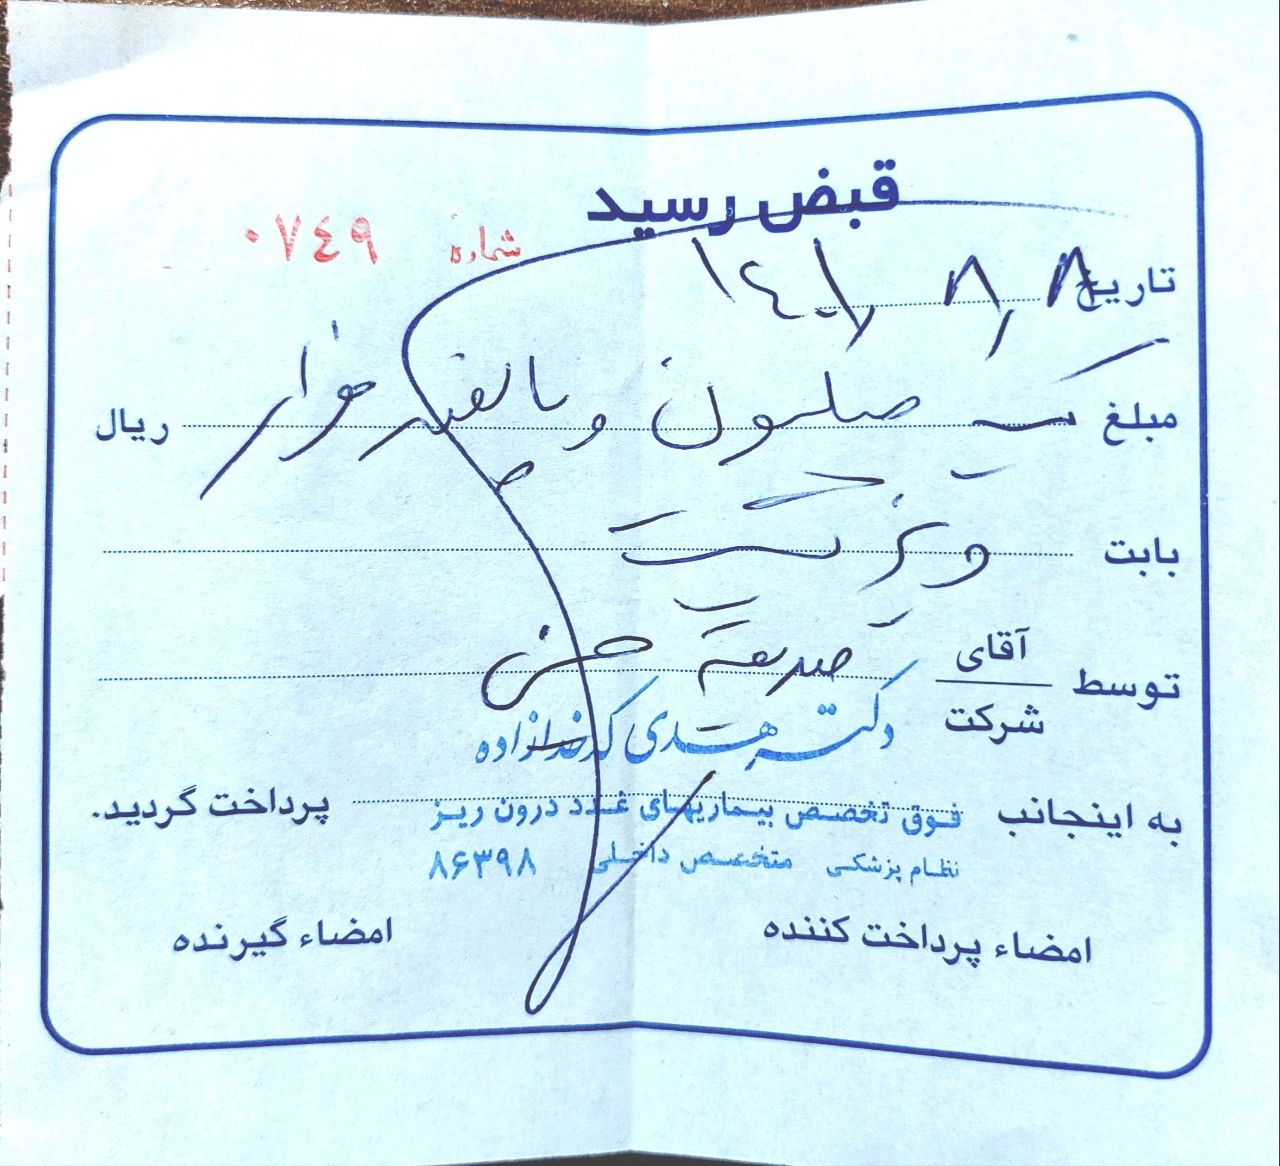 قبض رسید
شماره ۰۷۴۹
تاریخ ۱۴۰۱/۸/۸
مبلغ یک میلیون و پانصد هزار ریال
بابت ویزیت
توسط آقای / شرکت صدیقه حسن
دکتر هدی کدخدازاده
به اینجانب فوق تخصص بیماریهای غدد درون ریز پرداخت گردید.
نظام پزشکی متخصص داخلی ۸۶۳۹۸
امضاء پرداخت کننده امضاء گیرنده